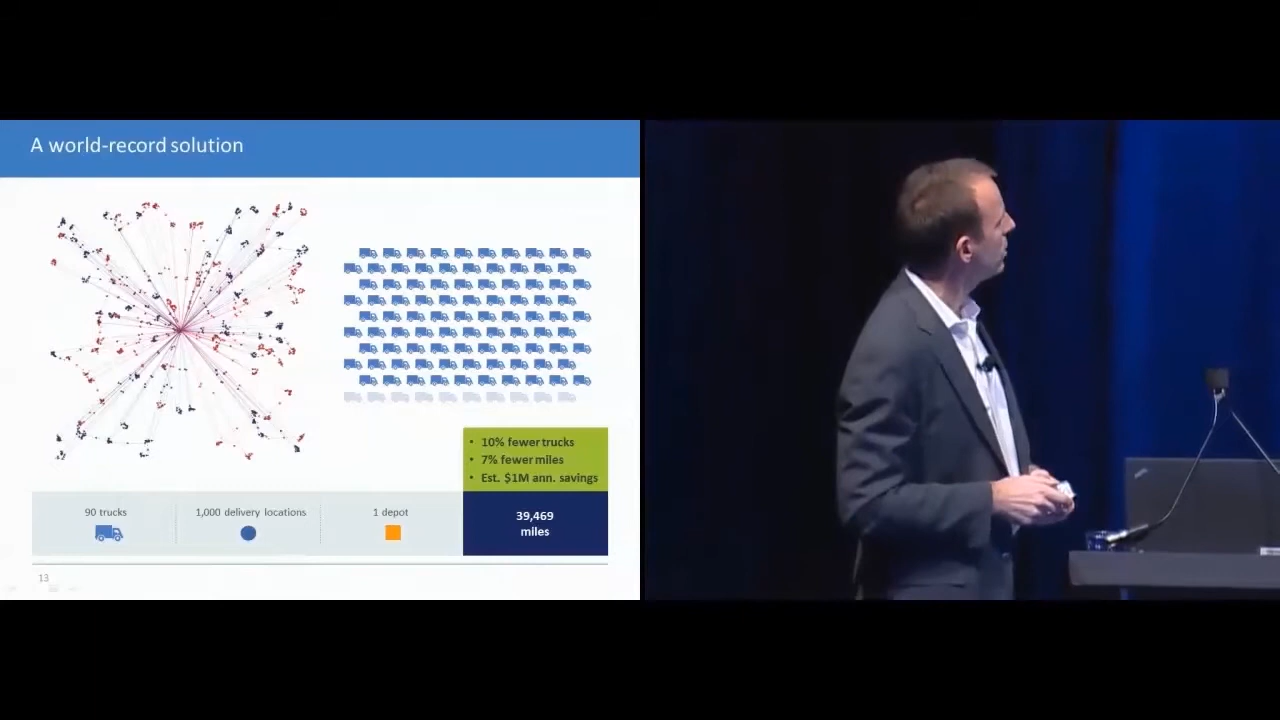 A world-record solution
• 10% fewer trucks
• 7% fewer miles
• Est. $1M ann. savings
90 trucks
1,000 delivery locations
1 depot
39,469
miles
13